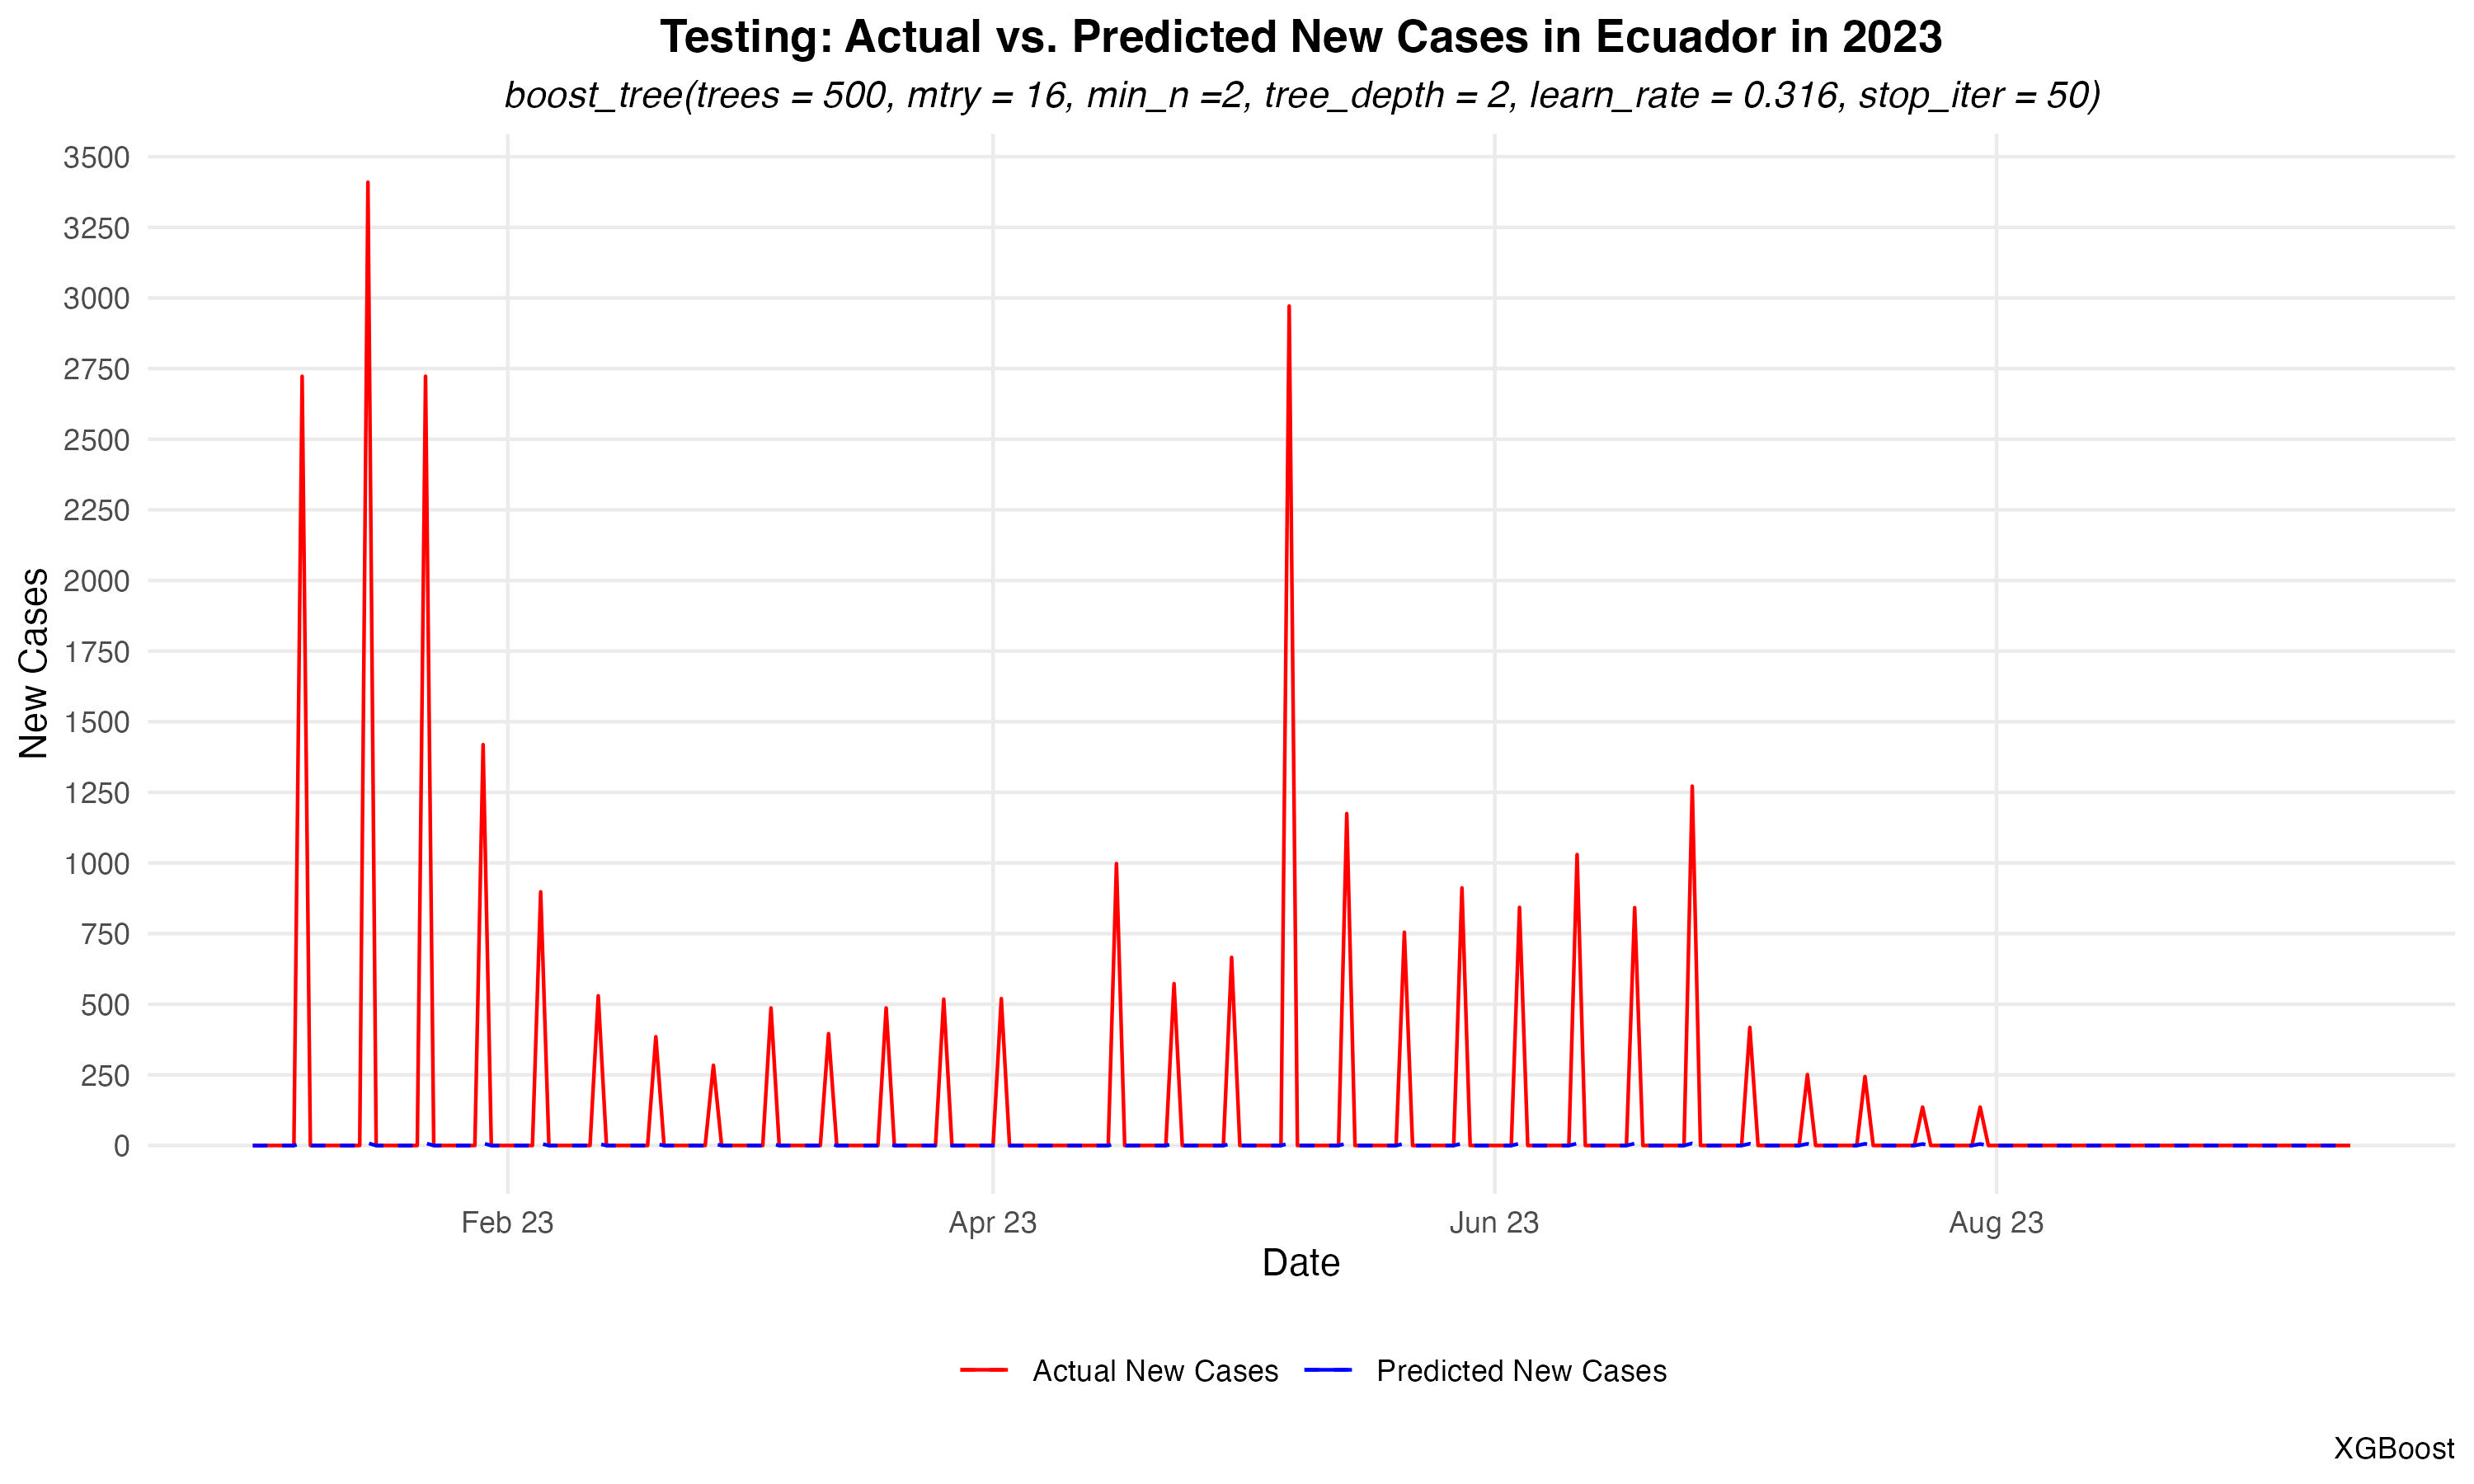 Testing: Actual vs. Predicted New Cases in Ecuador in 2023
boost_tree(trees = 500, mtry = 16, min_n =2, tree_depth = 2, learn_rate = 0.316, stop_iter = 50)
New Cases
3500
3250
3000
2750
2500
2250
2000
1750
1500
1250
1000
750
500
250
0
Feb 23
Apr 23
Jun 23
Aug 23
Date
Actual New Cases
Predicted New Cases
XGBoost